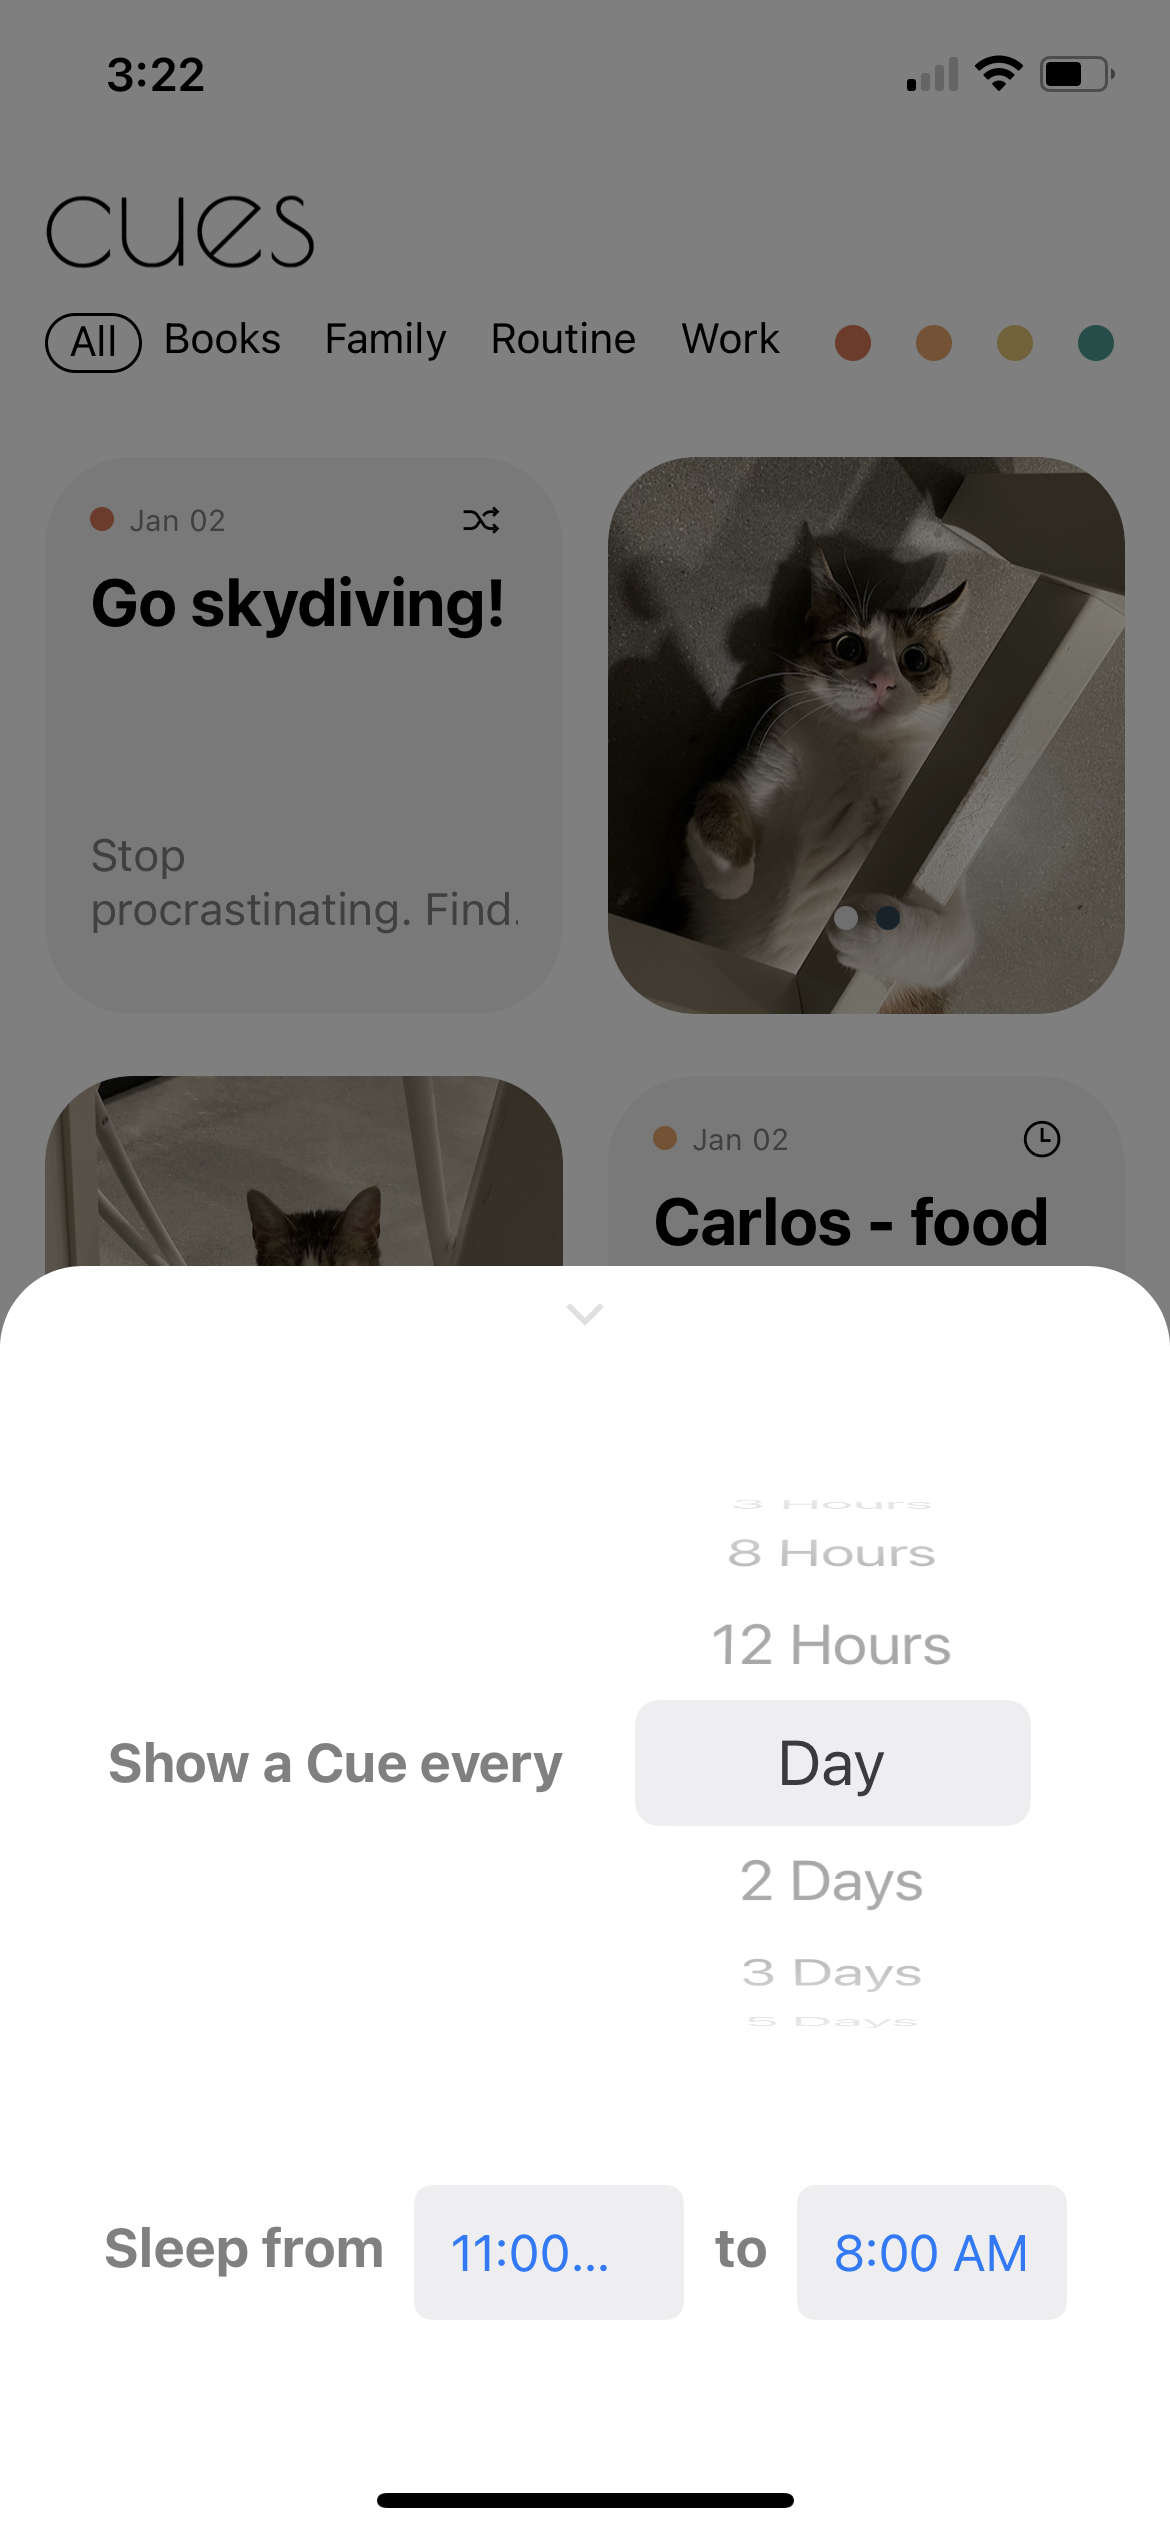 3:22
cues
All Books Family Routine Work
Jan 02
Go skydiving!
Stop
procrastinating. Find.
Jan 02
Carlos - food
3 Hours
8 Hours
12 Hours
Show a Cue every Day
2 Days
3 Days
5 Days
Sleep from 11:00... to 8:00 AM